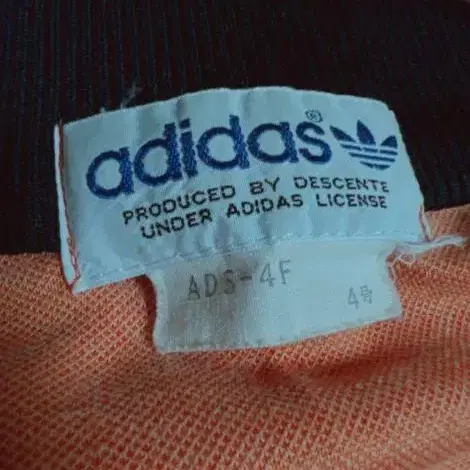 adidas®
PRODUCED BY DESCENTE
UNDER ADIDAS LICENSE
ADS-4F
4号